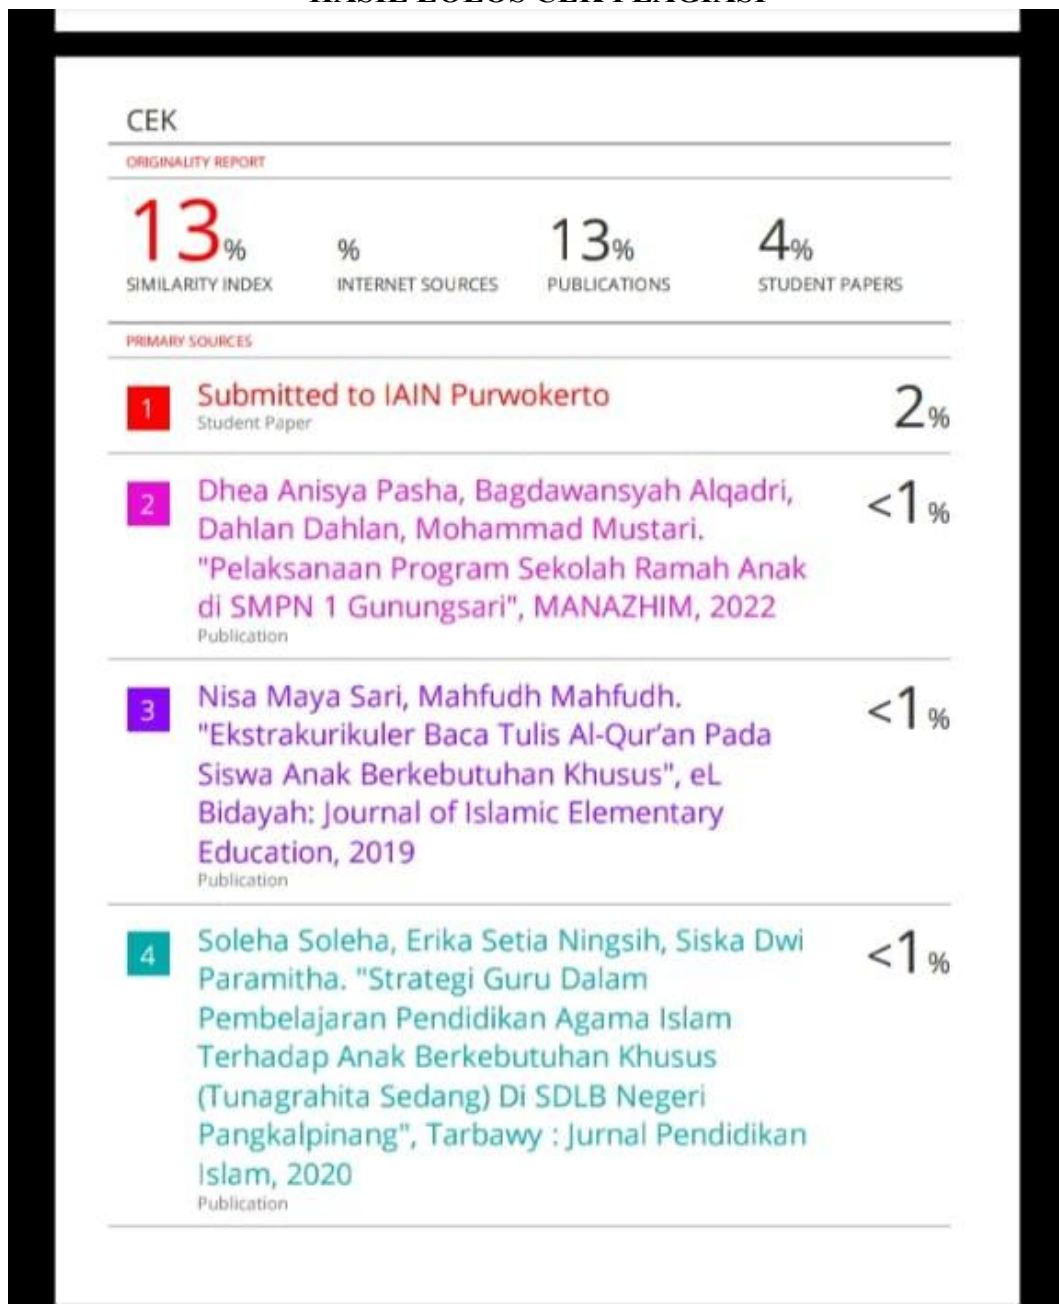 HASIL LOLOS CEK PLAGIASI
CEK
ORIGINALITY REPORT
13%
%
13%
4%
SIMILARITY INDEX
INTERNET SOURCES
PUBLICATIONS
STUDENT PAPERS
PRIMARY SOURCES
1
Submitted to IAIN Purwokerto
Student Paper
2%
2
Dhea Anisya Pasha, Bagdawansyah Alqadri,
Dahlan Dahlan, Mohammad Mustari.
"Pelaksanaan Program Sekolah Ramah Anak
di SMPN 1 Gunungsari", MANAZHIM, 2022
Publication
<1%
3
Nisa Maya Sari, Mahfudh Mahfudh.
"Ekstrakurikuler Baca Tulis Al-Qur’an Pada
Siswa Anak Berkebutuhan Khusus", eL
Bidayah: Journal of Islamic Elementary
Education, 2019
Publication
<1%
4
Soleha Soleha, Erika Setia Ningsih, Siska Dwi
Paramitha. "Strategi Guru Dalam
Pembelajaran Pendidikan Agama Islam
Terhadap Anak Berkebutuhan Khusus
(Tunagrahita Sedang) Di SDLB Negeri
Pangkalpinang", Tarbawy : Jurnal Pendidikan
Islam, 2020
Publication
<1%